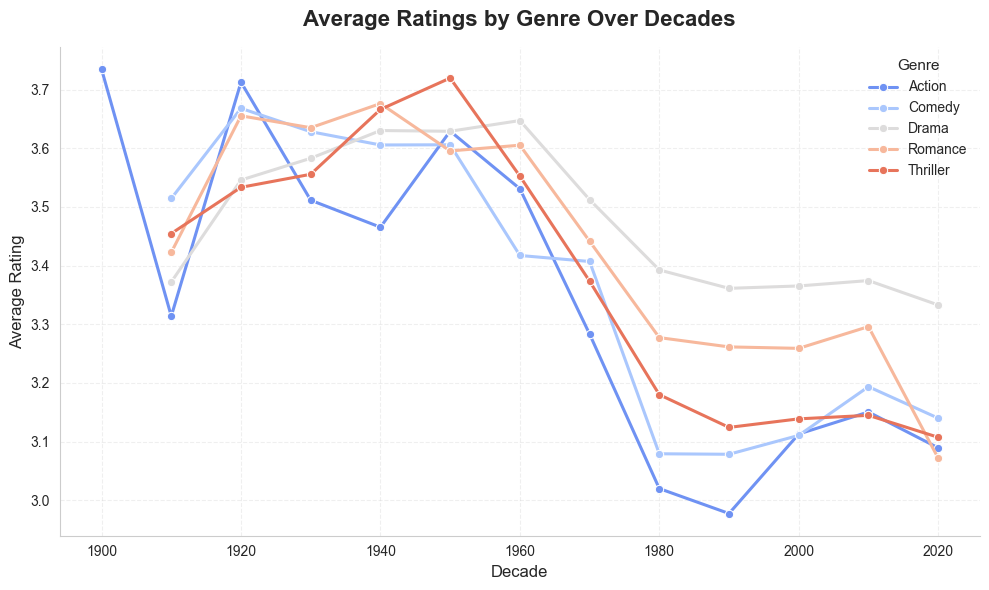 Average Ratings by Genre Over Decades
Genre
Action
Comedy
Drama
Romance
Thriller
Average Rating
3.7
3.6
3.5
3.4
3.3
3.2
3.1
3.0
1900 1920 1940 1960 1980 2000 2020
Decade